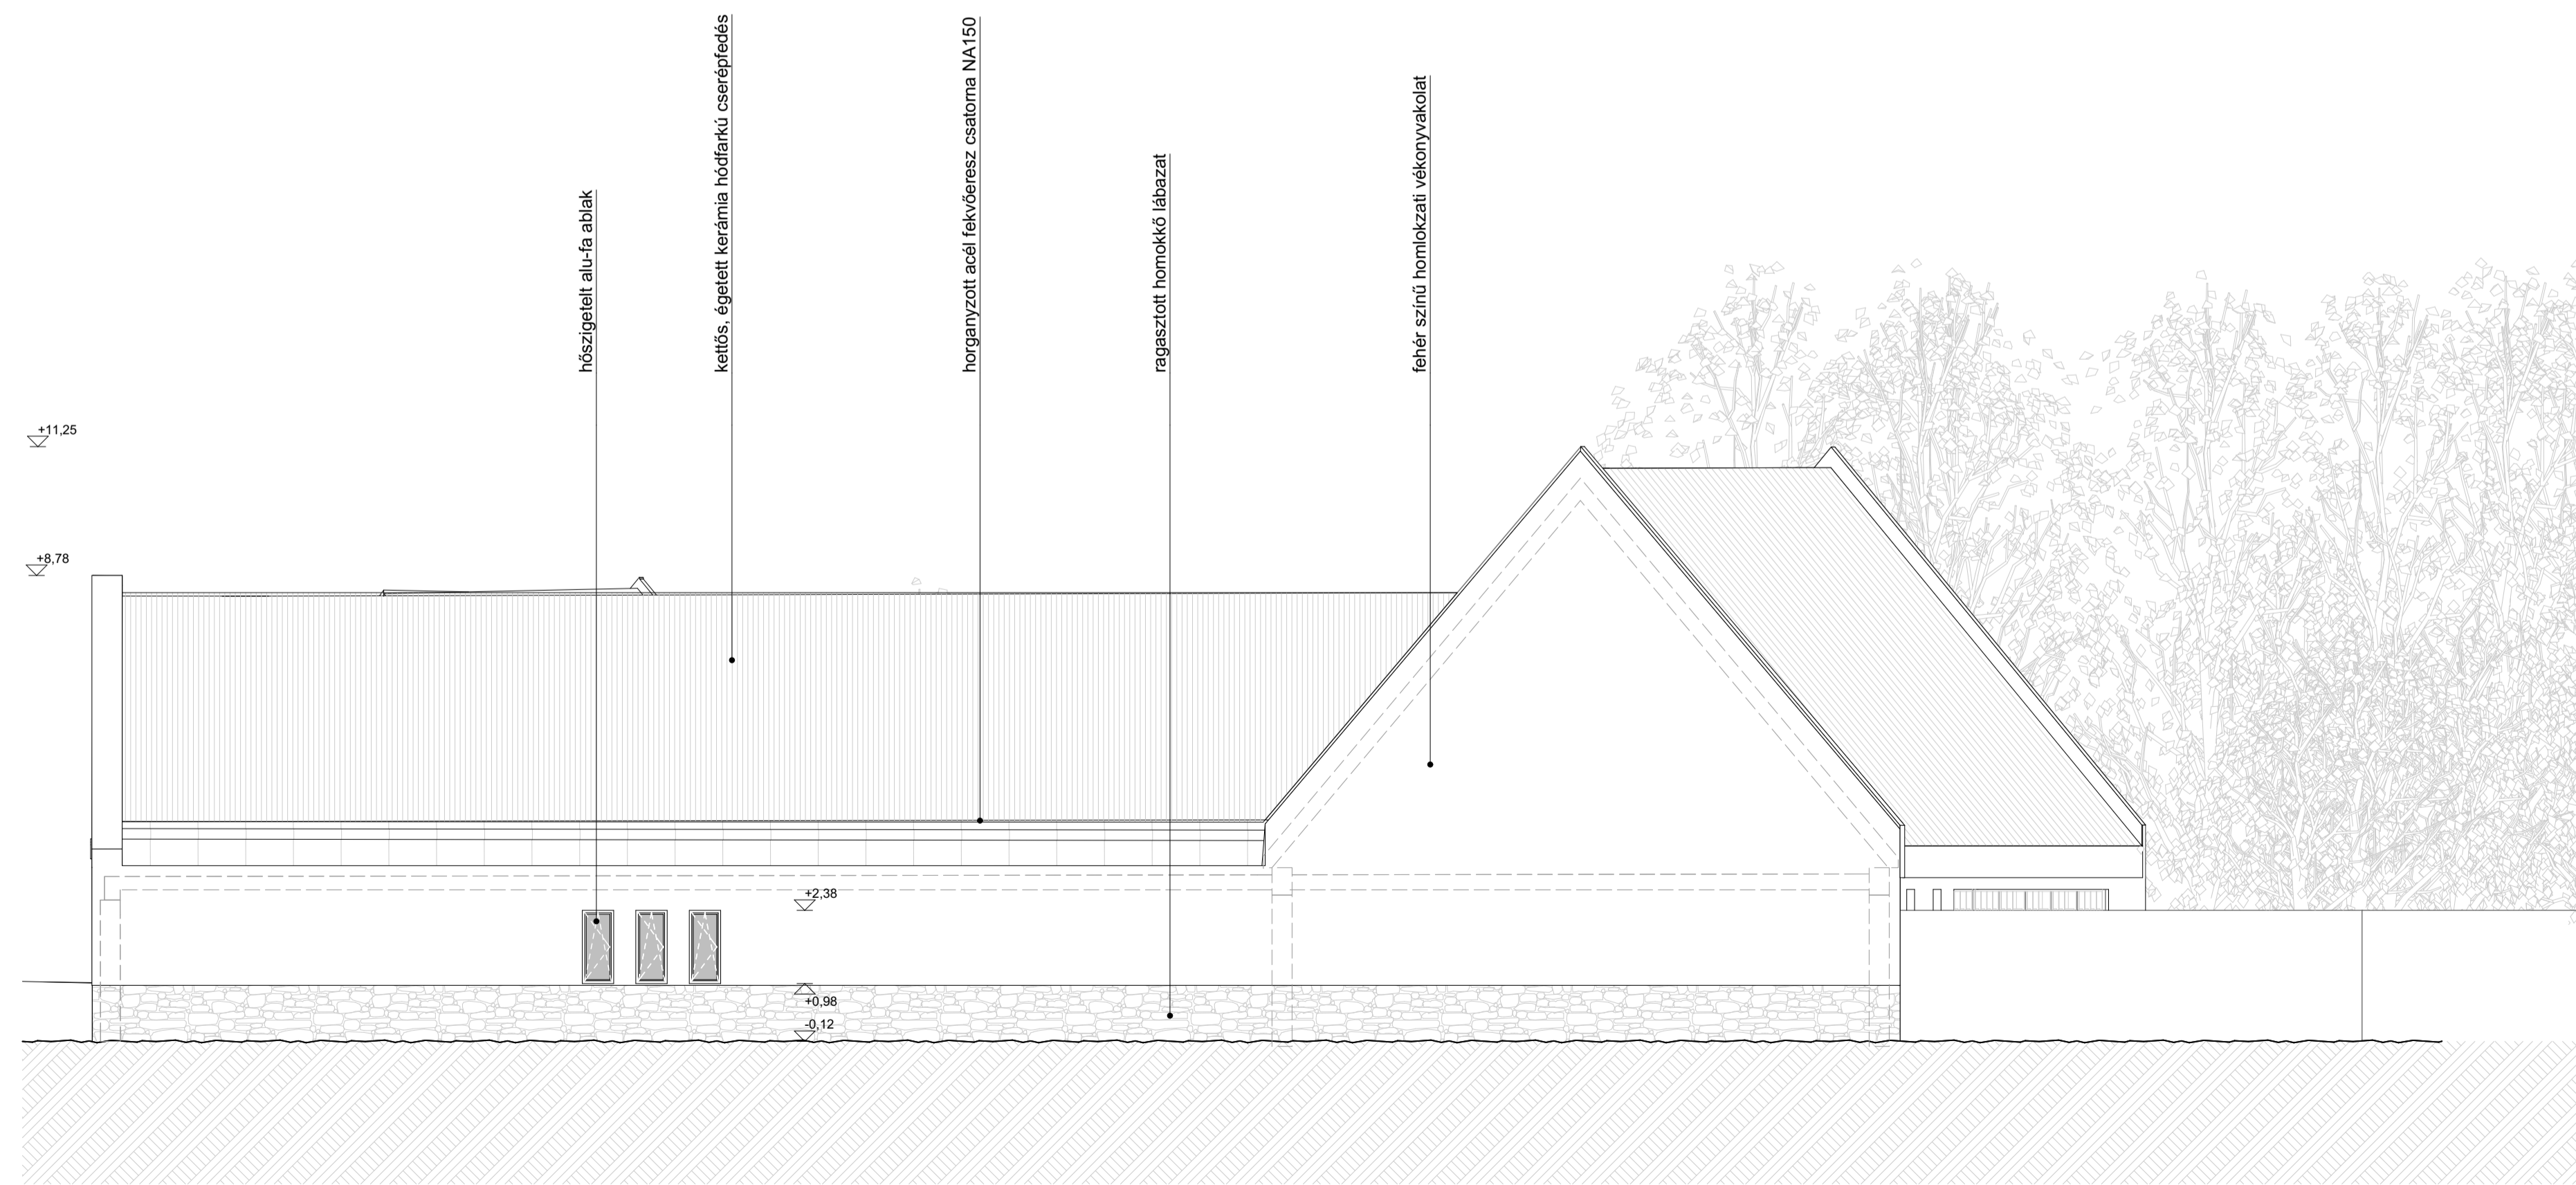 hőszigetelt alu-fa ablak
kettős, égetett kerámia hódfarkú cserépfedés
horganyzott acél fekvőeresz csatorna NA150
ragasztott homokkő lábazat
fehér színű homlokzati vékonyvakolat
+11,25
+8,78
+2,38
+0,98
-0,12